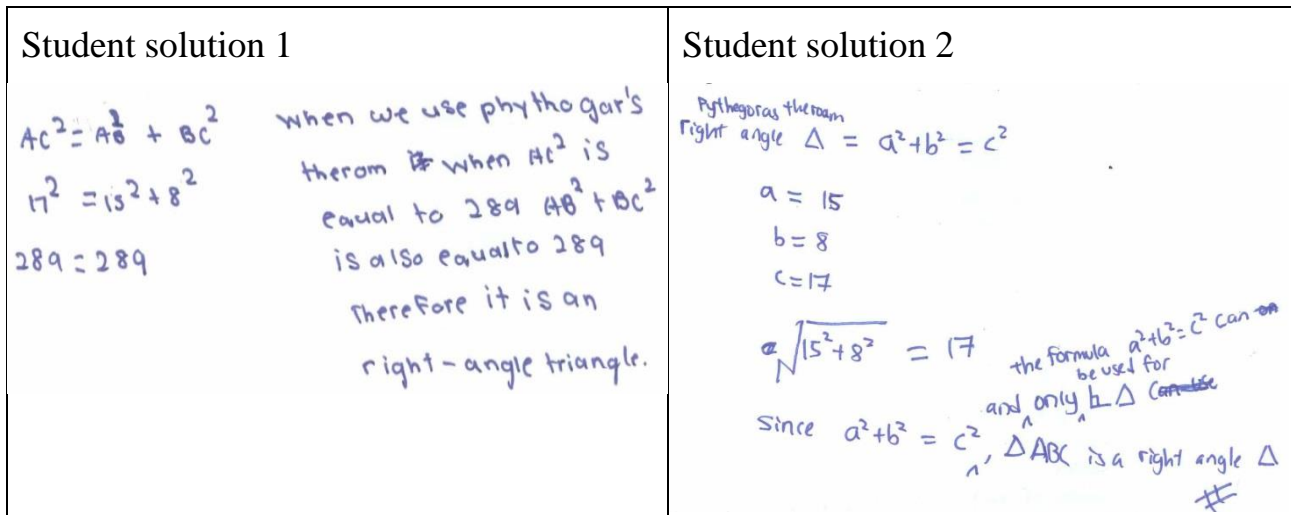 Student solution 1
AC² = AB² + BC²
17² = 15² + 8²
289 = 289
when we use phythogar's
therom when AC² is
equal to 289 AB² + BC²
is also equal to 289
Therefore it is an
right-angle triangle.
Student solution 2
Pythegoras theroam
right angle Δ = a² + b² = c²
a = 15
b = 8
c = 17
√15² + 8² = 17
the formula a² + b² = c² can
be used for
and only ⊾ Δ
Since a² + b² = c², ΔABC is a right angle Δ
#